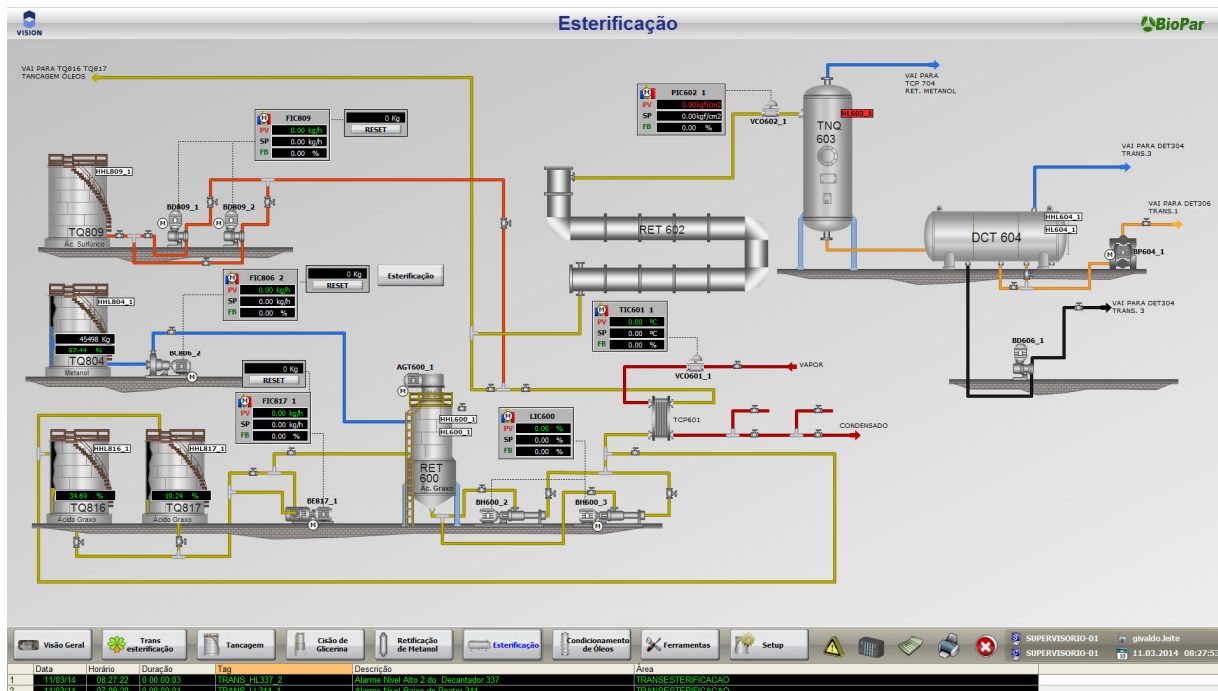 VISION
Esterificação
BioPar
VAI PARA TQ816 TQ817
TANCAGEM ÓLEOS
VAI PARA
TCP 704
RET. METANOL
PIC602_1
PV 0.00kgf/cm2
SP 0.00kgf/cm2
FB 0.00 %
VCO602_1
TNQ
603
HL603_1
FIC809
PV 0.00 kg/h
SP 0.00 kg/h
FB 0.00 %
0 Kg
RESET
VAI PARA DET304
TRANS.3
HHL809_1
BD809_1
BD809_2
TQ809
Ác. Sulfúrico
VAI PARA DET306
TRANS.1
HHL604_1
HL604_1
DCT 604
BP604_1
RET 602
FIC806_2
PV 0.00 kg/h
SP 0.00 kg/h
FB 0.00 %
0 Kg
RESET
Esterificação
HHL804_1
45498 Kg
57.44 %
TQ804
Metanol
BC806_2
TIC601_1
PV 0.00 ºC
SP 0.00 ºC
FB 0.00 %
VAI PARA DET304
TRANS. 3
BD606_1
VCO601_1
VAPOR
0 Kg
RESET
AGT600_1
FIC817_1
PV 0.00 kg/h
SP 0.00 kg/h
FB 0.00 %
HHL600_1
HL600_1
LIC600
PV 0.00 %
SP 0.00 %
FB 0.00 %
TCP601
CONDENSADO
HHL816_1
HHL817_1
34.69 %
19.24 %
TQ816
TQ817
Ácido Graxo
Ácido Graxo
BE817_1
RET
600
Ác. Graxo
BH600_2
BH600_3
Visão Geral
Trans
esterificação
Tancagem
Cisão de
Glicerina
Retificação
de Metanol
Esterificação
Condicionamento
de Óleos
Ferramentas
Setup
SUPERVISORIO-01
givaldo.leite
SUPERVISORIO-01
11.03.2014 08:27:53
Data Horário Duração Tag Descrição Área
1 11/03/14 08:27:22 0 00:00:03 TRANS_HL337_2 Alarme Nível Alto 2 do Decantador 337 TRANSESTERIFICACAO